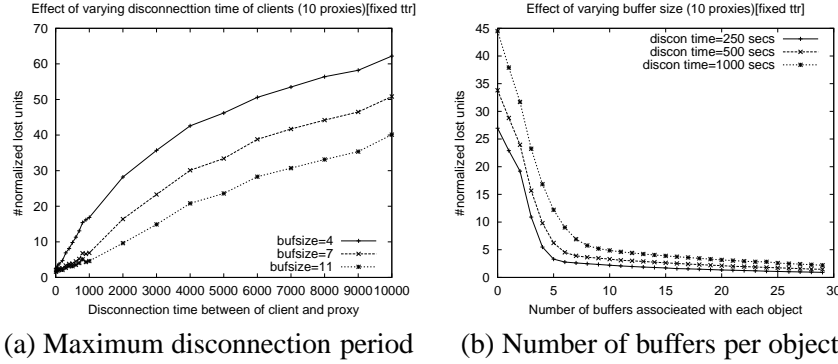 Effect of varying disconnecttion time of clients (10 proxies)[fixed ttr]
#normalized lost units
70
60
50
40
30
20
10
0
0 1000 2000 3000 4000 5000 6000 7000 8000 9000 10000
bufsize=4
bufsize=7
bufsize=11
Disconnection time between of client and proxy
(a) Maximum disconnection period
Effect of varying buffer size (10 proxies)[fixed ttr]
#normalized lost units
45
40
35
30
25
20
15
10
5
0
0 5 10 15 20 25 30
discon time=250 secs
discon time=500 secs
discon time=1000 secs
Number of buffers associeated with each object
(b) Number of buffers per object